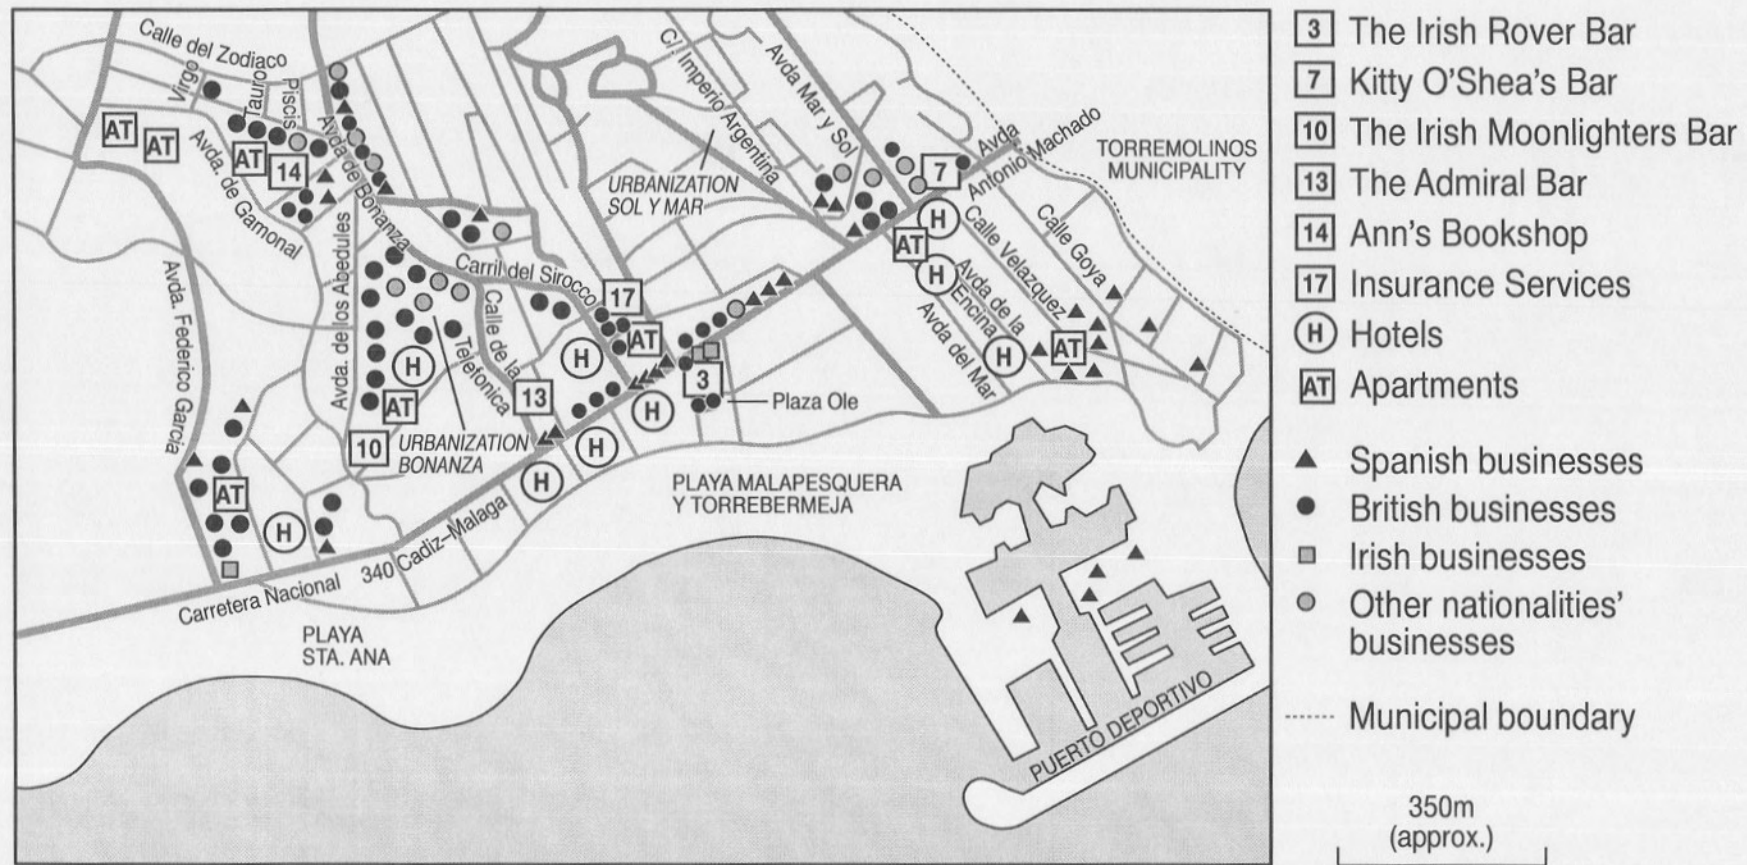 Calle del Zodiaco
Virgo
Tauro
Piscis
AT
AT
AT
14
Avda. de Gamonal
Avda de Bonanza
Avda. de los Abedules
Avda. Federico Garcia
C/ Imperio Argentina
Avda Mar y Sol
Avda
Antonio Machado
7
H
AT
H
URBANIZATION
SOL Y MAR
TORREMOLINOS
MUNICIPALITY
Calle Goya
Calle Velazquez
Avda de la
Encina
Avda del Mar
H
AT
Carril del Sirocco
17
AT
Calle de la
Telefonica
H
H
AT
13
3
H
Plaza Ole
10
URBANIZATION
BONANZA
H
H
AT
H
PLAYA MALAPESQUERA
Y TORREBERMEJA
Carretera Nacional 340 Cadiz–Malaga
PLAYA
STA. ANA
PUERTO DEPORTIVO
3 The Irish Rover Bar
7 Kitty O'Shea's Bar
10 The Irish Moonlighters Bar
13 The Admiral Bar
14 Ann's Bookshop
17 Insurance Services
H Hotels
AT Apartments
Spanish businesses
British businesses
Irish businesses
Other nationalities'
businesses
Municipal boundary
350m
(approx.)